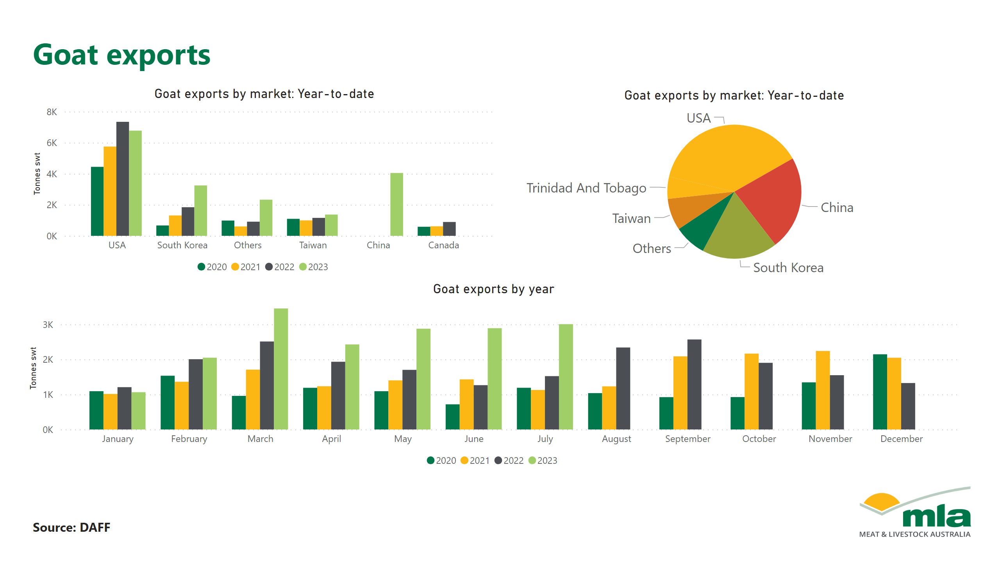 Goat exports
Goat exports by market: Year-to-date
8K
6K
4K
2K
0K
Tonnes swt
USA
South Korea
Others
Taiwan
China
Canada
2020 2021 2022 2023
Goat exports by market: Year-to-date
USA
Trinidad And Tobago
China
Taiwan
Others
South Korea
Goat exports by year
3K
2K
1K
0K
Tonnes swt
January
February
March
April
May
June
July
August
September
October
November
December
2020 2021 2022 2023
Source: DAFF
mla
MEAT & LIVESTOCK AUSTRALIA